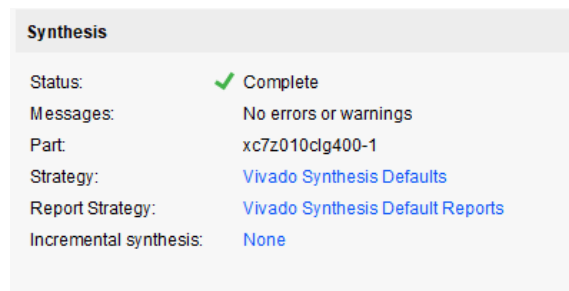 Synthesis
Status: Complete
Messages: No errors or warnings
Part: xc7z010clg400-1
Strategy: Vivado Synthesis Defaults
Report Strategy: Vivado Synthesis Default Reports
Incremental synthesis: None